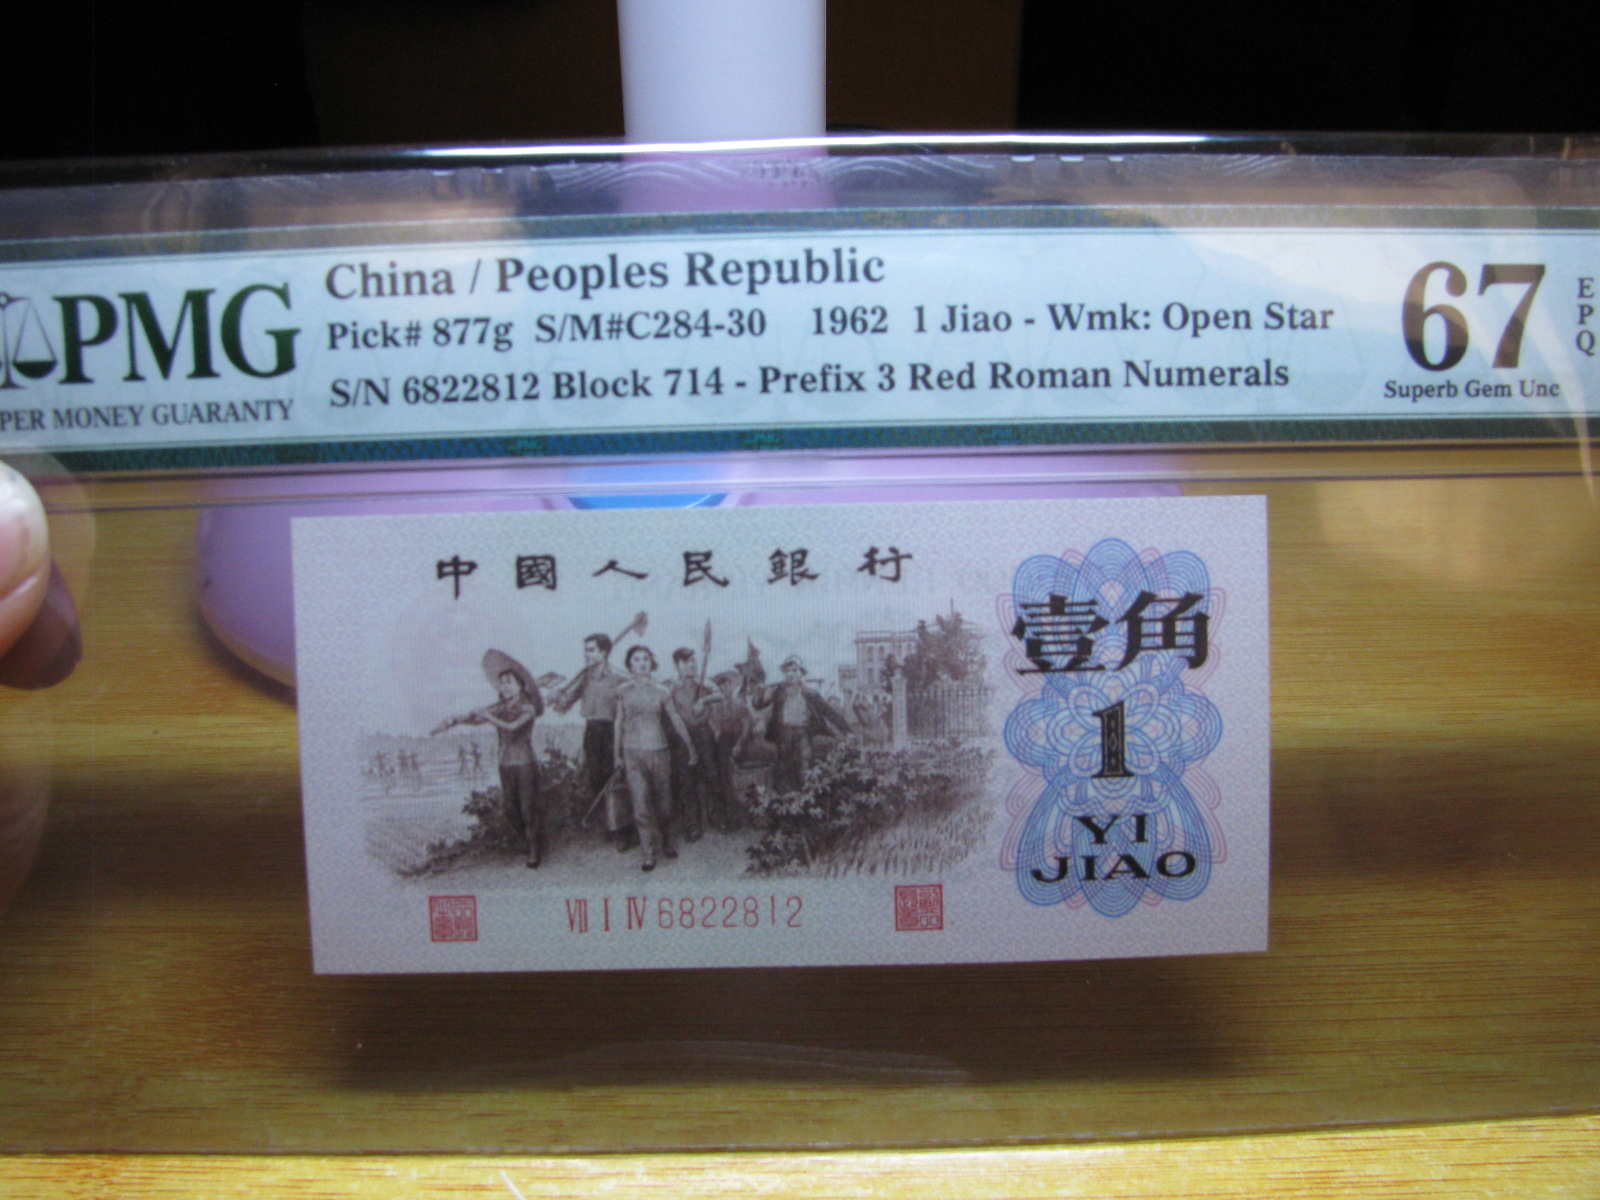 China / Peoples Republic
PMG
Pick# 877g S/M#C284-30 1962 1 Jiao - Wmk: Open Star
S/N 6822812 Block 714 - Prefix 3 Red Roman Numerals
PER MONEY GUARANTY
67
EPQ
Superb Gem Unc
中國人民銀行
壹角
1
YI
JIAO
VII I IV 6822812